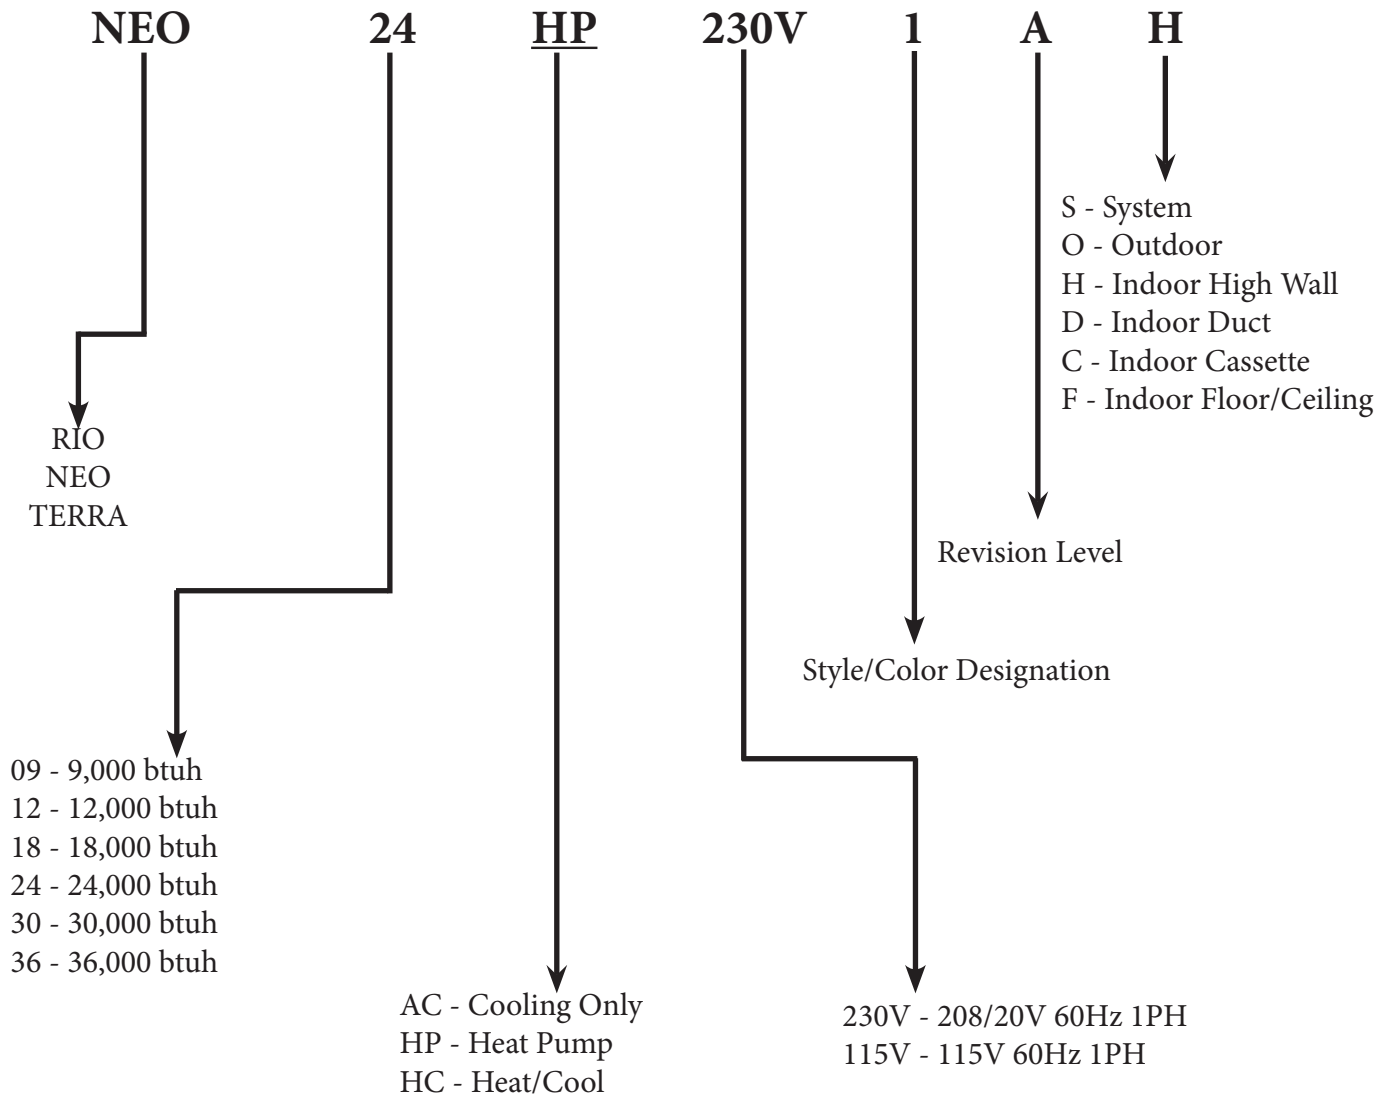 NEO 24 HP 230V 1 A H
S - System
O - Outdoor
H - Indoor High Wall
D - Indoor Duct
C - Indoor Cassette
F - Indoor Floor/Ceiling
RIO
NEO
TERRA
Revision Level
Style/Color Designation
09 - 9,000 btuh
12 - 12,000 btuh
18 - 18,000 btuh
24 - 24,000 btuh
30 - 30,000 btuh
36 - 36,000 btuh
AC - Cooling Only
HP - Heat Pump
HC - Heat/Cool
230V - 208/20V 60Hz 1PH
115V - 115V 60Hz 1PH